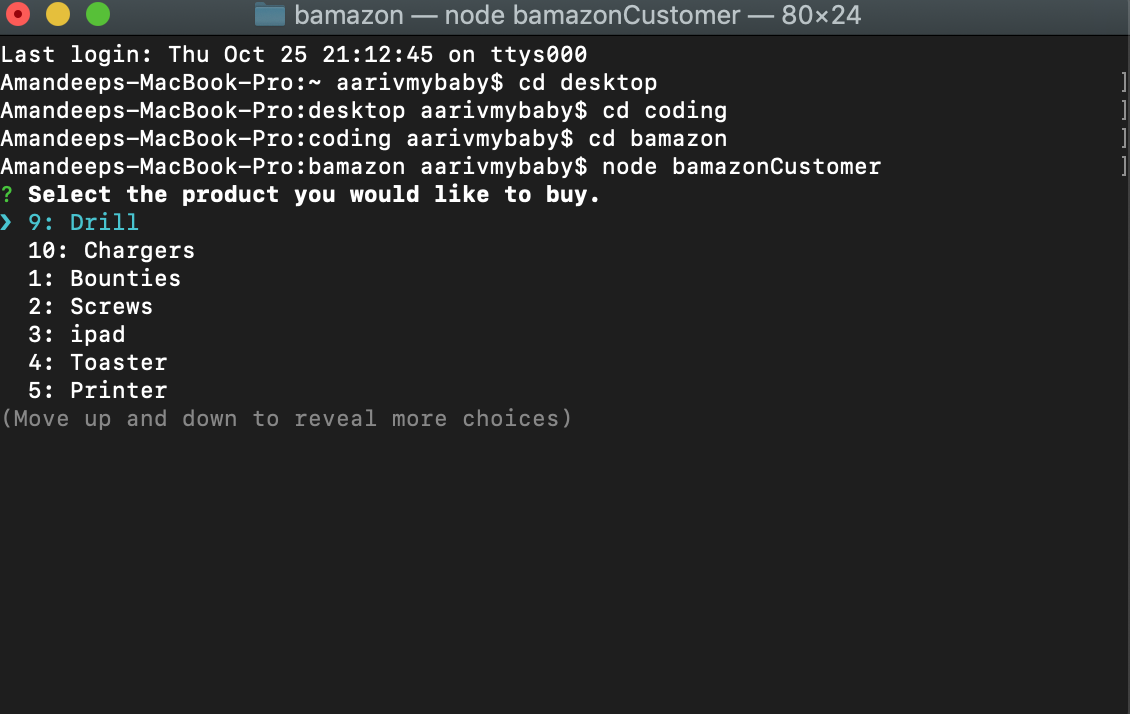 bamazon — node bamazonCustomer — 80×24
Last login: Thu Oct 25 21:12:45 on ttys000
Amandeeps-MacBook-Pro:~ aarivmybaby$ cd desktop ]
Amandeeps-MacBook-Pro:desktop aarivmybaby$ cd coding ]
Amandeeps-MacBook-Pro:coding aarivmybaby$ cd bamazon ]
Amandeeps-MacBook-Pro:bamazon aarivmybaby$ node bamazonCustomer ]
? Select the product you would like to buy.
❯ 9: Drill
10: Chargers
1: Bounties
2: Screws
3: ipad
4: Toaster
5: Printer
(Move up and down to reveal more choices)